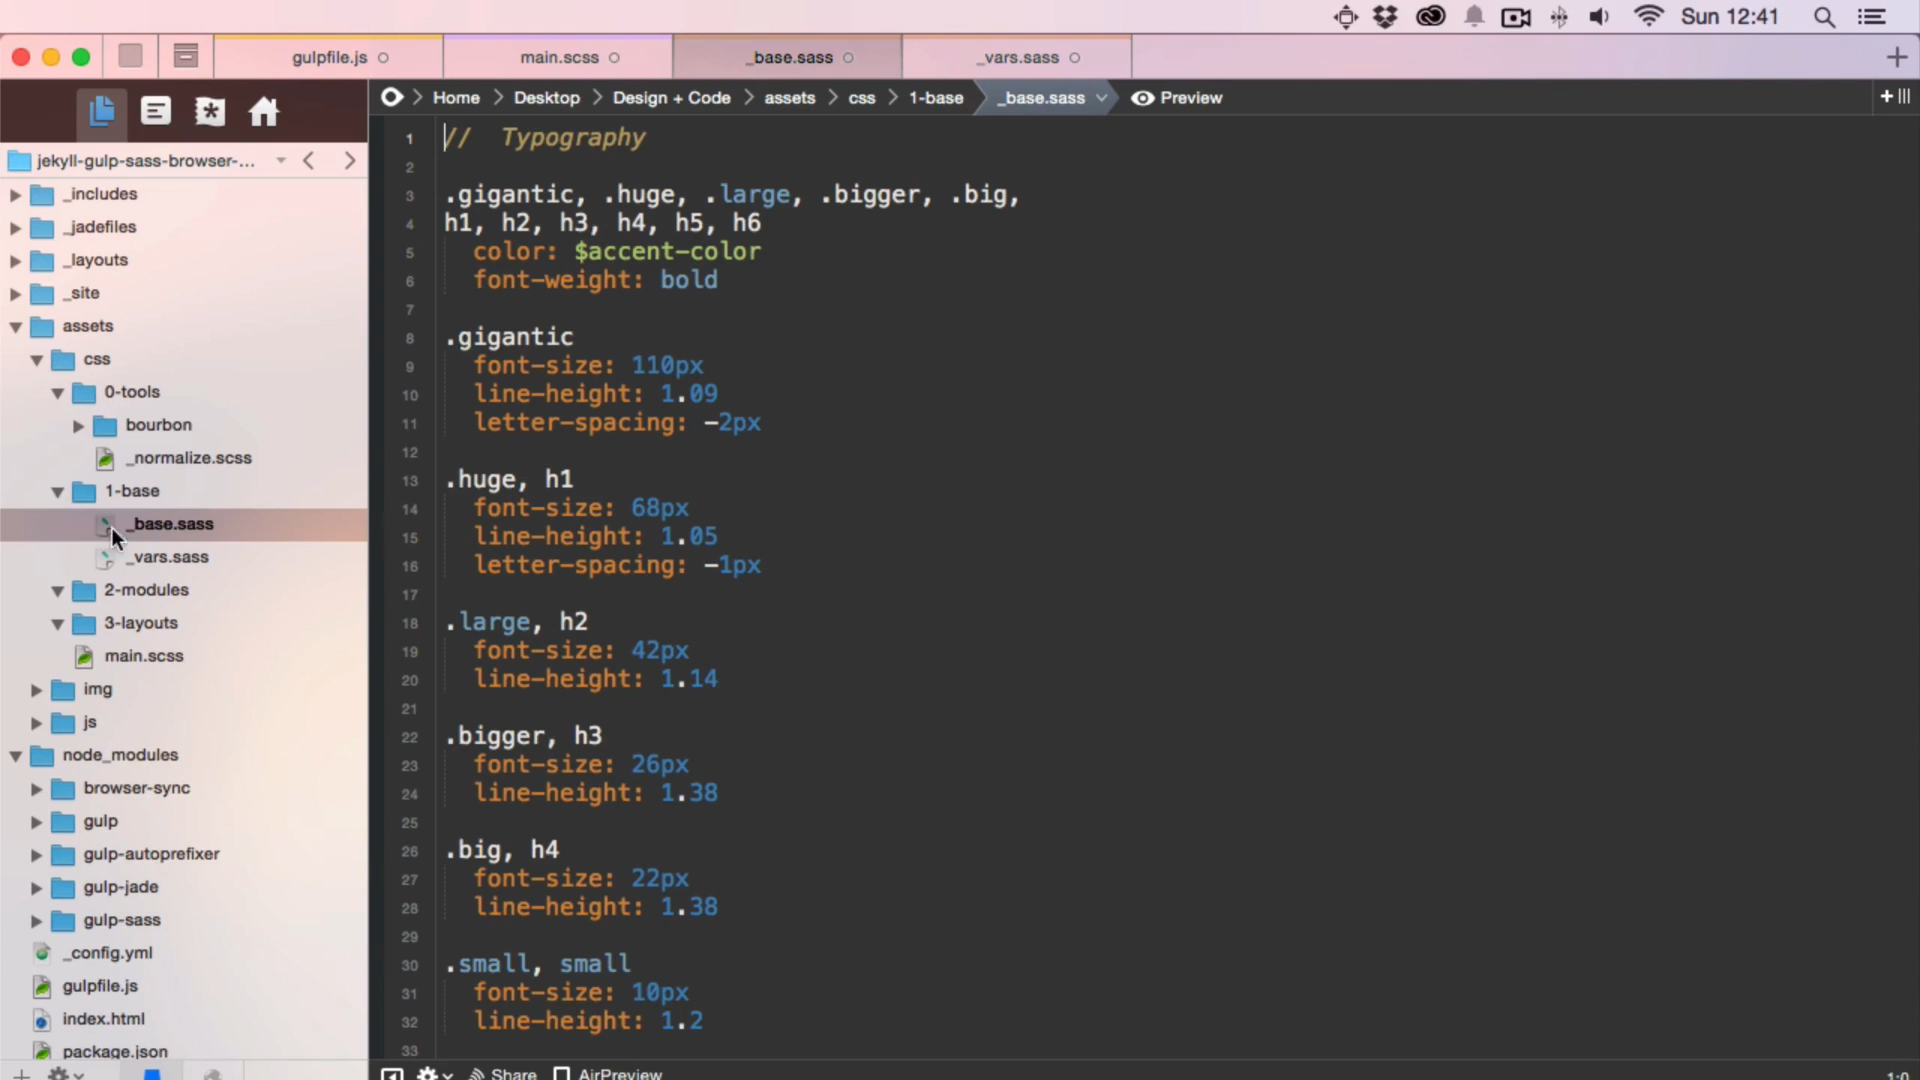 Sun 12:41
gulpfile.js
main.scss
_base.sass
_vars.sass
Home
Desktop
Design + Code
assets
css
1-base
_base.sass
Preview
jekyll-gulp-sass-browser-...
_includes
_jadefiles
_layouts
_site
assets
css
0-tools
bourbon
_normalize.scss
1-base
_base.sass
_vars.sass
2-modules
3-layouts
main.scss
img
js
node_modules
browser-sync
gulp
gulp-autoprefixer
gulp-jade
gulp-sass
_config.yml
gulpfile.js
index.html
package.json
1 //  Typography
2
3 .gigantic, .huge, .large, .bigger, .big,
4 h1, h2, h3, h4, h5, h6
5 color: $accent-color
6 font-weight: bold
7
8 .gigantic
9 font-size: 110px
10 line-height: 1.09
11 letter-spacing: -2px
12
13 .huge, h1
14 font-size: 68px
15 line-height: 1.05
16 letter-spacing: -1px
17
18 .large, h2
19 font-size: 42px
20 line-height: 1.14
21
22 .bigger, h3
23 font-size: 26px
24 line-height: 1.38
25
26 .big, h4
27 font-size: 22px
28 line-height: 1.38
29
30 .small, small
31 font-size: 10px
32 line-height: 1.2
33
Share
AirPreview
1:0